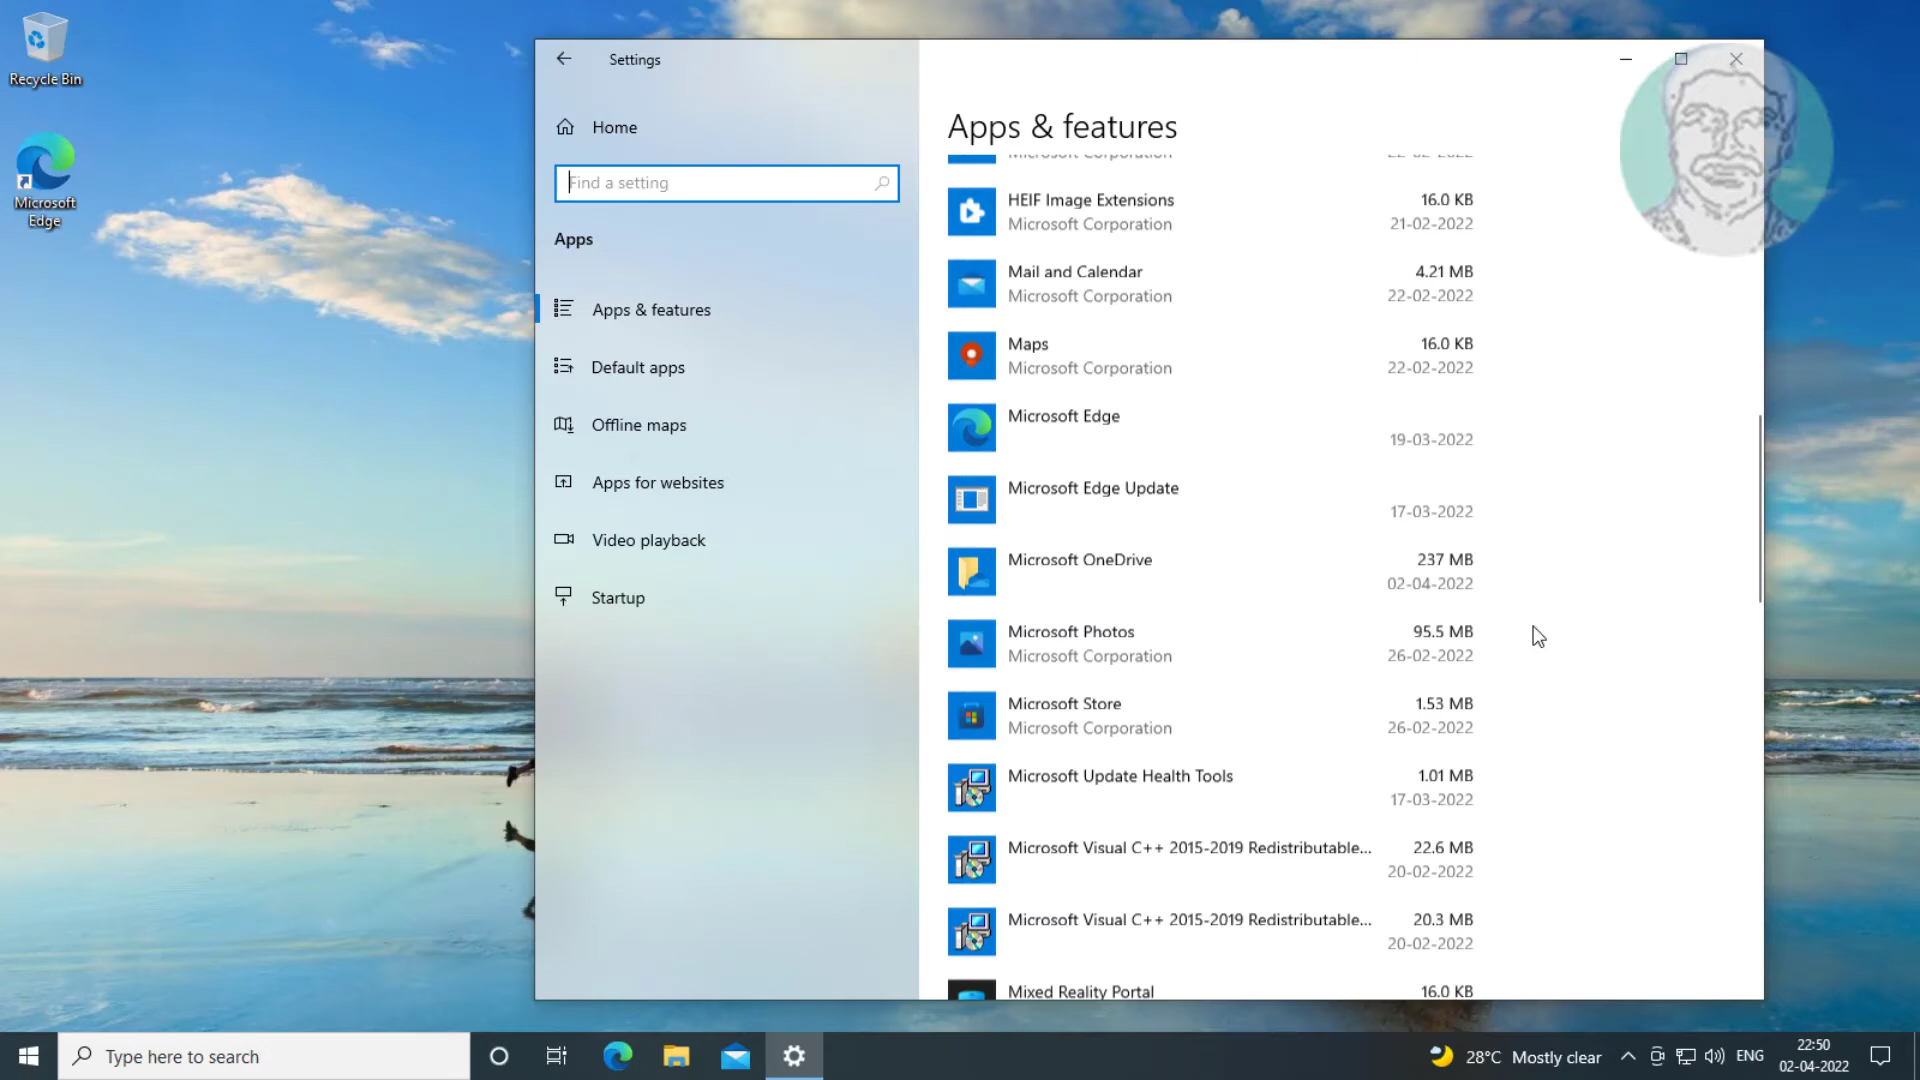 Recycle Bin
Microsoft
Edge
Settings
Home
Find a setting
Apps
Apps & features
Default apps
Offline maps
Apps for websites
Video playback
Startup
Apps & features
Microsoft Corporation 22-02-2022
HEIF Image Extensions 16.0 KB
Microsoft Corporation 21-02-2022
Mail and Calendar 4.21 MB
Microsoft Corporation 22-02-2022
Maps 16.0 KB
Microsoft Corporation 22-02-2022
Microsoft Edge
19-03-2022
Microsoft Edge Update
17-03-2022
Microsoft OneDrive 237 MB
02-04-2022
Microsoft Photos 95.5 MB
Microsoft Corporation 26-02-2022
Microsoft Store 1.53 MB
Microsoft Corporation 26-02-2022
Microsoft Update Health Tools 1.01 MB
17-03-2022
Microsoft Visual C++ 2015-2019 Redistributable... 22.6 MB
20-02-2022
Microsoft Visual C++ 2015-2019 Redistributable... 20.3 MB
20-02-2022
Mixed Reality Portal 16.0 KB
Type here to search
28°C Mostly clear
ENG
22:50
02-04-2022